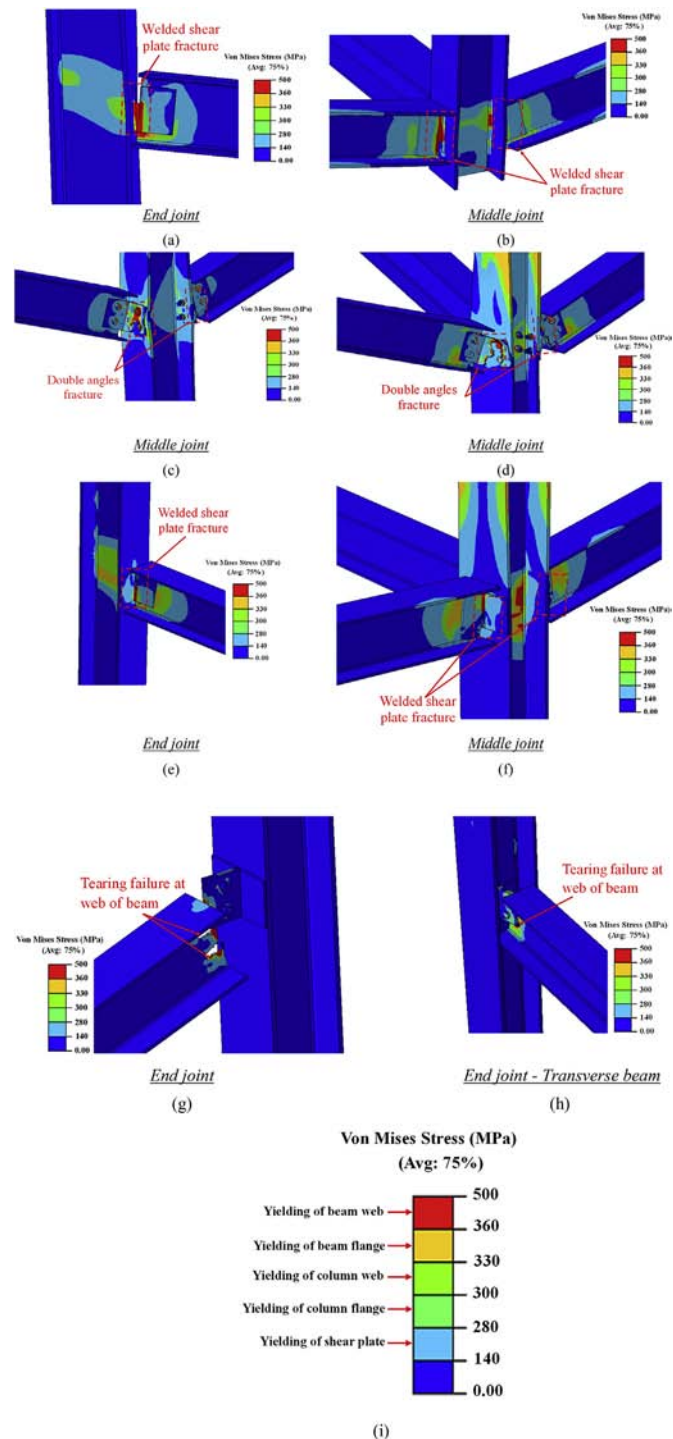 Welded shear
plate fracture
Von Mises Stress (MPa)
(Avg: 75%)
500
360
330
300
280
140
0.00
End joint
(a)
Von Mises Stress (MPa)
(Avg: 75%)
500
360
330
300
280
140
0.00
Welded shear
plate fracture
Middle joint
(b)
Von Mises Stress (MPa)
(Avg: 75%)
500
360
330
300
280
140
0.00
Double angles
fracture
Middle joint
(c)
Von Mises Stress (MPa)
(Avg: 75%)
500
360
330
300
280
140
0.00
Double angles
fracture
Middle joint
(d)
Welded shear
plate fracture
Von Mises Stress (MPa)
(Avg: 75%)
500
360
330
300
280
140
0.00
End joint
(e)
Von Mises Stress (MPa)
(Avg: 75%)
500
360
330
300
280
140
0.00
Welded shear
plate fracture
Middle joint
(f)
Tearing failure at
web of beam
Von Mises Stress (MPa)
(Avg: 75%)
500
360
330
300
280
140
0.00
End joint
(g)
Tearing failure at
web of beam
Von Mises Stress (MPa)
(Avg: 75%)
500
360
330
300
280
140
0.00
End joint - Transverse beam
(h)
Von Mises Stress (MPa)
(Avg: 75%)
500
Yielding of beam web
360
Yielding of beam flange
330
Yielding of column web
300
Yielding of column flange
280
Yielding of shear plate
140
0.00
(i)